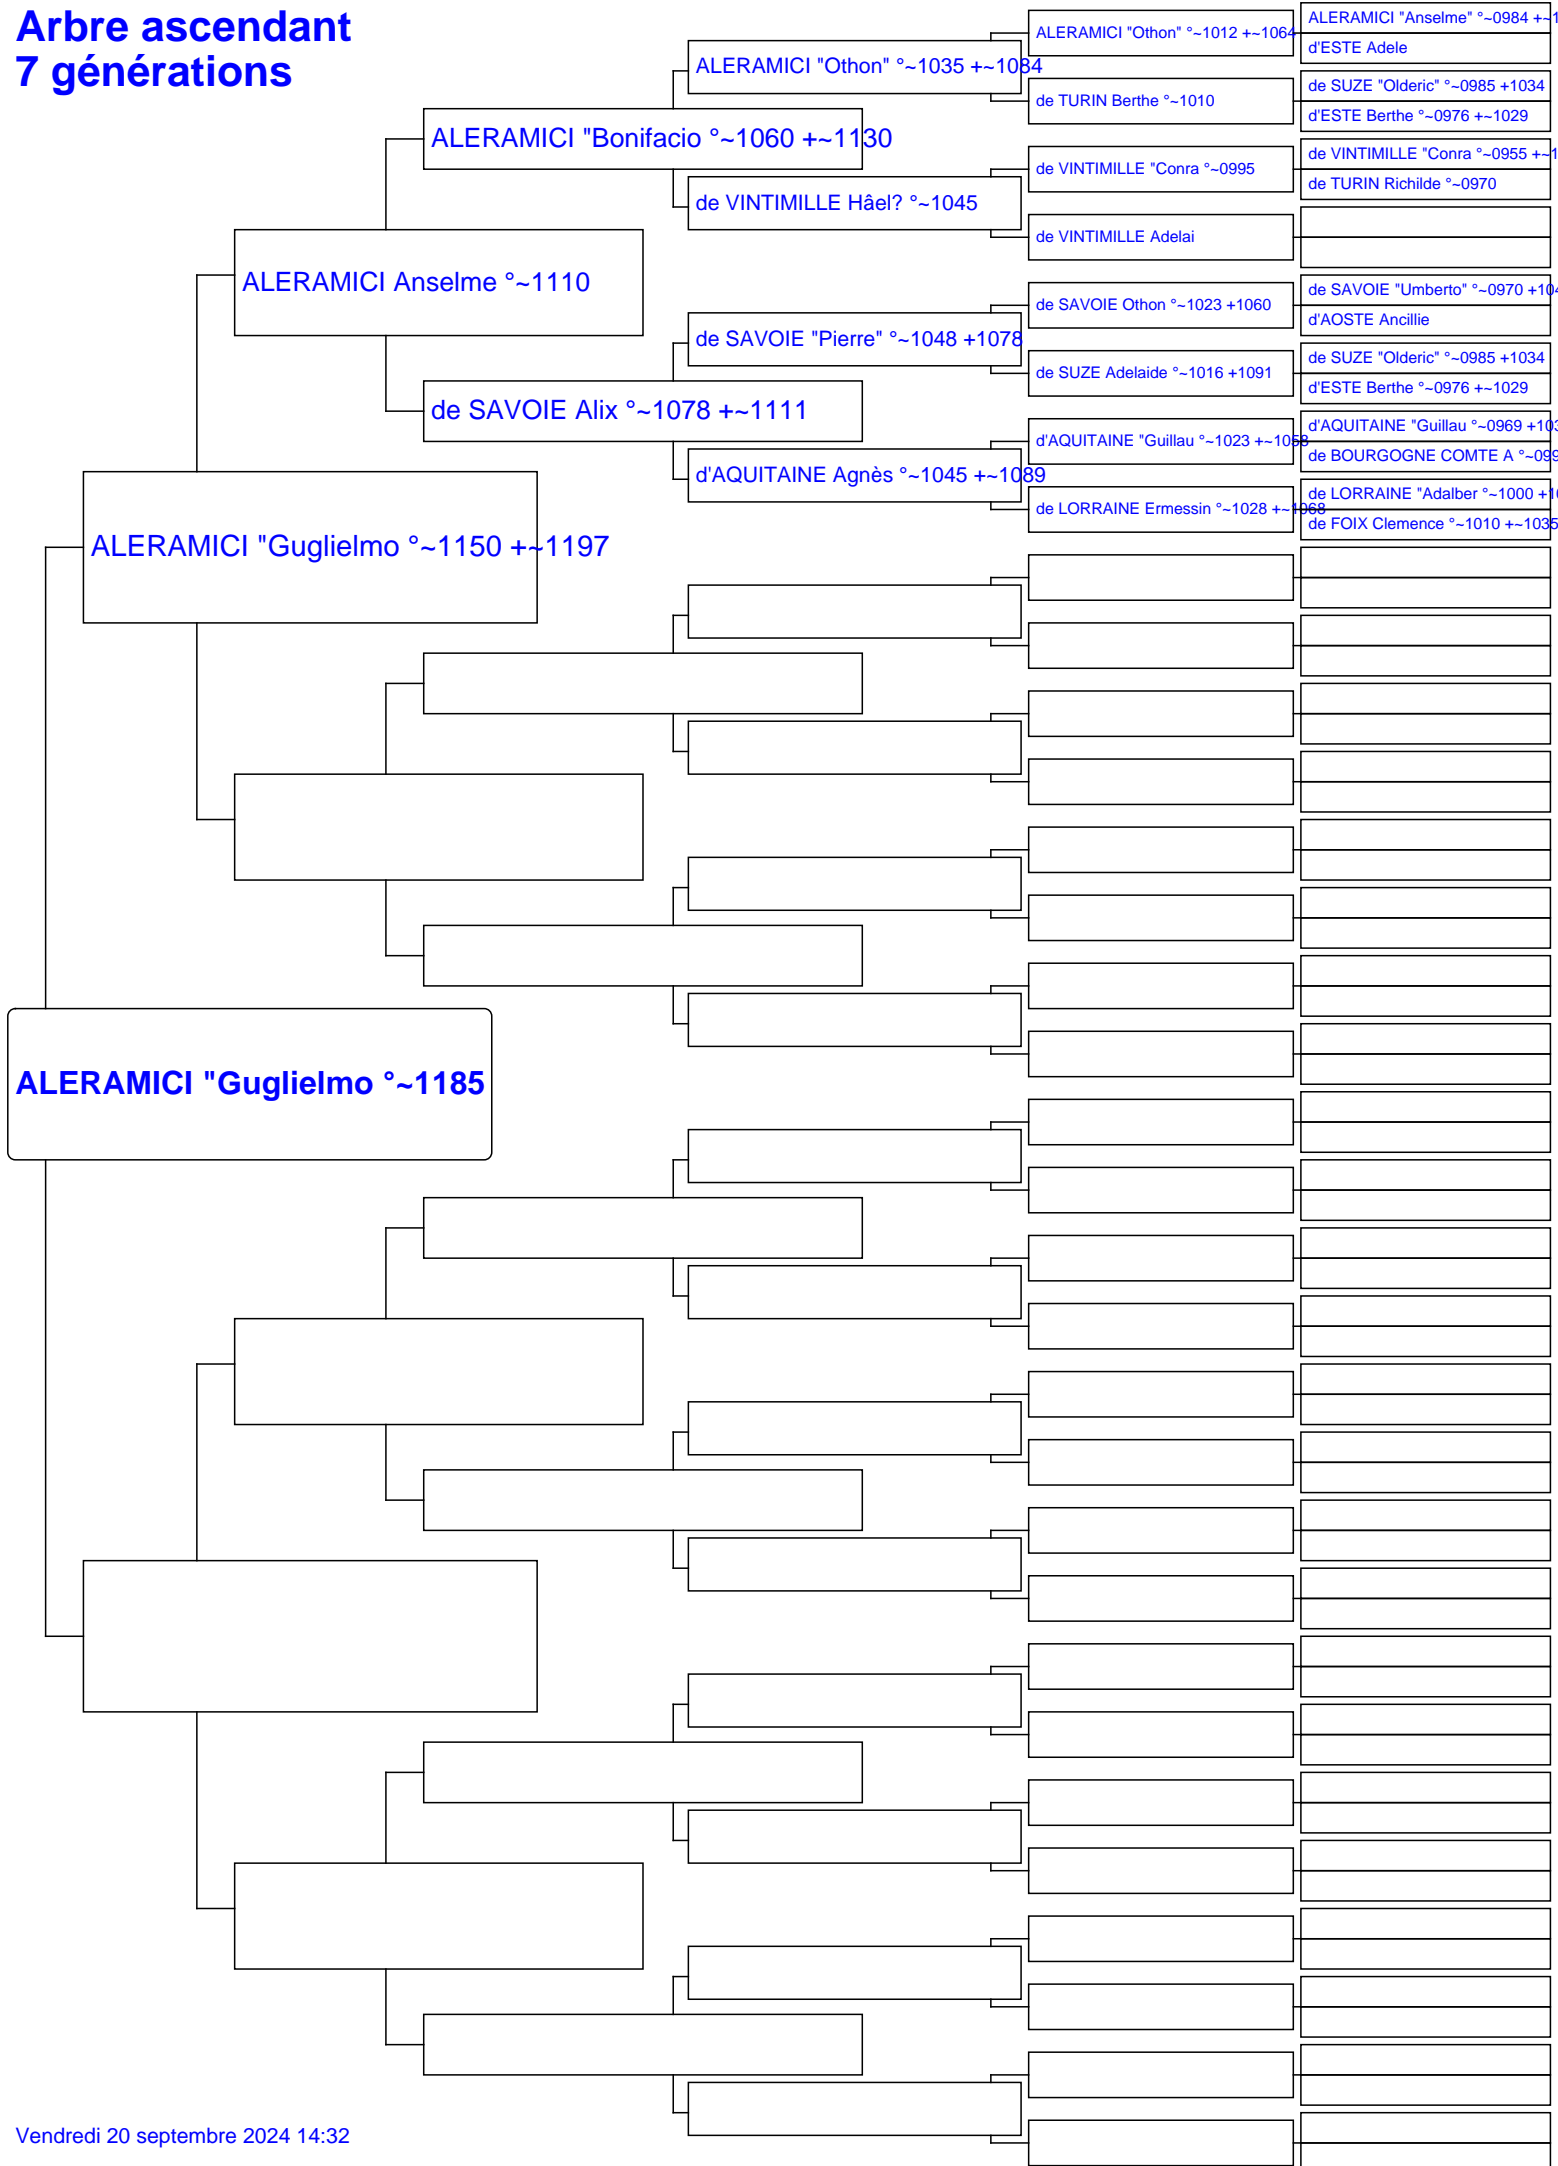 Arbre ascendant
7 générations
ALERAMICI "Anselme" °~0984 +~1
ALERAMICI "Othon" °~1012 +~1064
d'ESTE Adele
ALERAMICI "Othon" °~1035 +~1084
de SUZE "Olderic" °~0985 +1034
de TURIN Berthe °~1010
d'ESTE Berthe °~0976 +~1029
ALERAMICI "Bonifacio °~1060 +~1130
de VINTIMILLE "Conra °~0955 +~1
de VINTIMILLE "Conra °~0995
de TURIN Richilde °~0970
de VINTIMILLE Hâel? °~1045
de VINTIMILLE Adelai
ALERAMICI Anselme °~1110
de SAVOIE "Umberto" °~0970 +104
de SAVOIE Othon °~1023 +1060
d'AOSTE Ancillie
de SAVOIE "Pierre" °~1048 +1078
de SUZE "Olderic" °~0985 +1034
de SUZE Adelaide °~1016 +1091
d'ESTE Berthe °~0976 +~1029
de SAVOIE Alix °~1078 +~1111
d'AQUITAINE "Guillau °~0969 +103
d'AQUITAINE "Guillau °~1023 +~1058
de BOURGOGNE COMTE A °~099
d'AQUITAINE Agnès °~1045 +~1089
de LORRAINE "Adalber °~1000 +10
de LORRAINE Ermessin °~1028 +~1068
de FOIX Clemence °~1010 +~1035
ALERAMICI "Guglielmo °~1150 +~1197
ALERAMICI "Guglielmo °~1185
Vendredi 20 septembre 2024 14:32